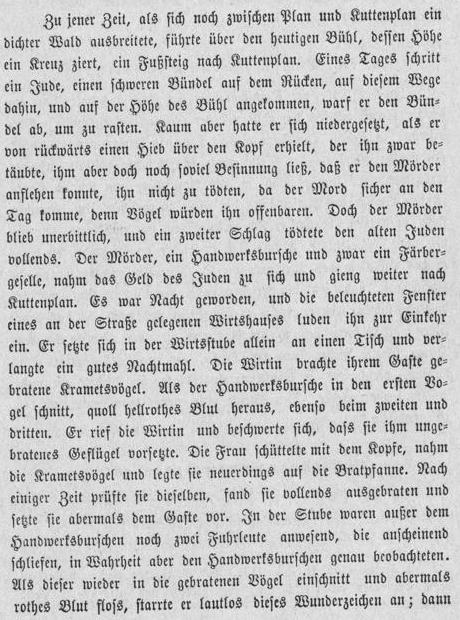 Zu jener Zeit, als sich noch zwischen Plan und Kuttenplan ein
dichter Wald ausbreitete, führte über den heutigen Bühl, dessen Höhe
ein Kreuz ziert, ein Fußsteig nach Kuttenplan. Eines Tages schritt
ein Jude, einen schweren Bündel auf dem Rücken, auf diesem Wege
dahin, und auf der Höhe des Bühl angekommen, warf er den Bün-
del ab, um zu rasten. Kaum aber hatte er sich niedergesetzt, als er
von rückwärts einen Hieb über den Kopf erhielt, der ihn zwar be-
täubte, ihm aber doch noch soviel Besinnung ließ, daß er den Mörder
anflehen konnte, ihn nicht zu tödten, da der Mord sicher an den
Tag komme, denn Vögel würden ihn offenbaren. Doch der Mörder
blieb unerbittlich, und ein zweiter Schlag tödtete den alten Juden
vollends. Der Mörder, ein Handwerksbursche und zwar ein Färber-
geselle, nahm das Geld des Juden zu sich und gieng weiter nach
Kuttenplan. Es war Nacht geworden, und die beleuchteten Fenster
eines an der Straße gelegenen Wirtshauses luden ihn zur Einkehr
ein. Er setzte sich in der Wirtsstube allein an einen Tisch und ver-
langte ein gutes Nachtmahl. Die Wirtin brachte ihrem Gaste ge-
bratene Krametsvögel. Als der Handwerksbursche in den ersten Vo-
gel schnitt, quoll hellrothes Blut heraus, ebenso beim zweiten und
dritten. Er rief die Wirtin und beschwerte sich, dass sie ihm unge-
bratenes Geflügel vorsetzte. Die Frau schüttelte mit dem Kopfe, nahm
die Krametsvögel und legte sie neuerdings auf die Bratpfanne. Nach
einiger Zeit prüfte sie dieselben, fand sie vollends ausgebraten und
setzte sie abermals dem Gaste vor. In der Stube waren außer dem
Handwerksburschen noch zwei Fuhrleute anwesend, die anscheinend
schliefen, in Wahrheit aber den Handwerksburschen genau beobachteten.
Als dieser wieder in die gebratenen Vögel einschnitt und abermals
rothes Blut floss, starrte er lautlos dieses Wunderzeichen an; dann